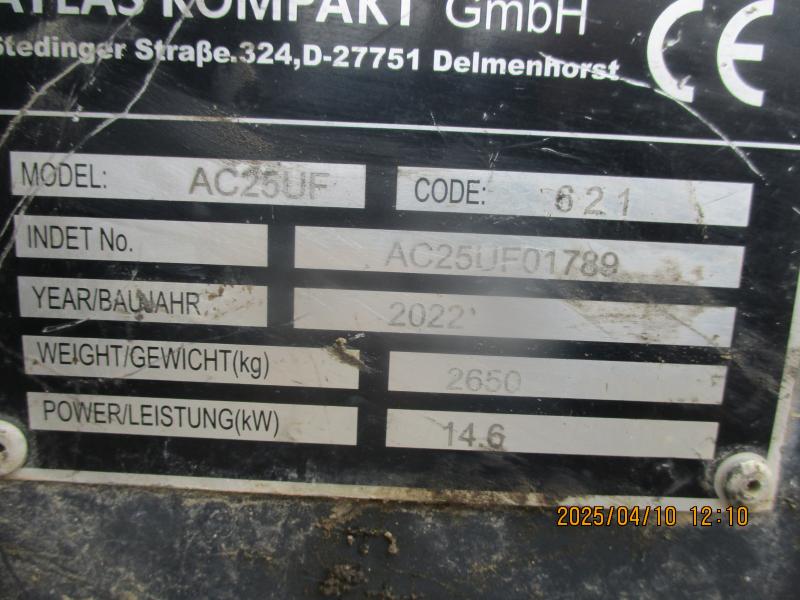 ATLAS KOMPAKT GmbH
Stedinger Straße.324,D-27751 Delmenhorst
CE
MODEL: AC25UF CODE: 621
INDET No. AC25UF01789
YEAR/BAUJAHR 2022
WEIGHT/GEWICHT(kg) 2650
POWER/LEISTUNG(kW) 14.6
2025/04/10 12:10